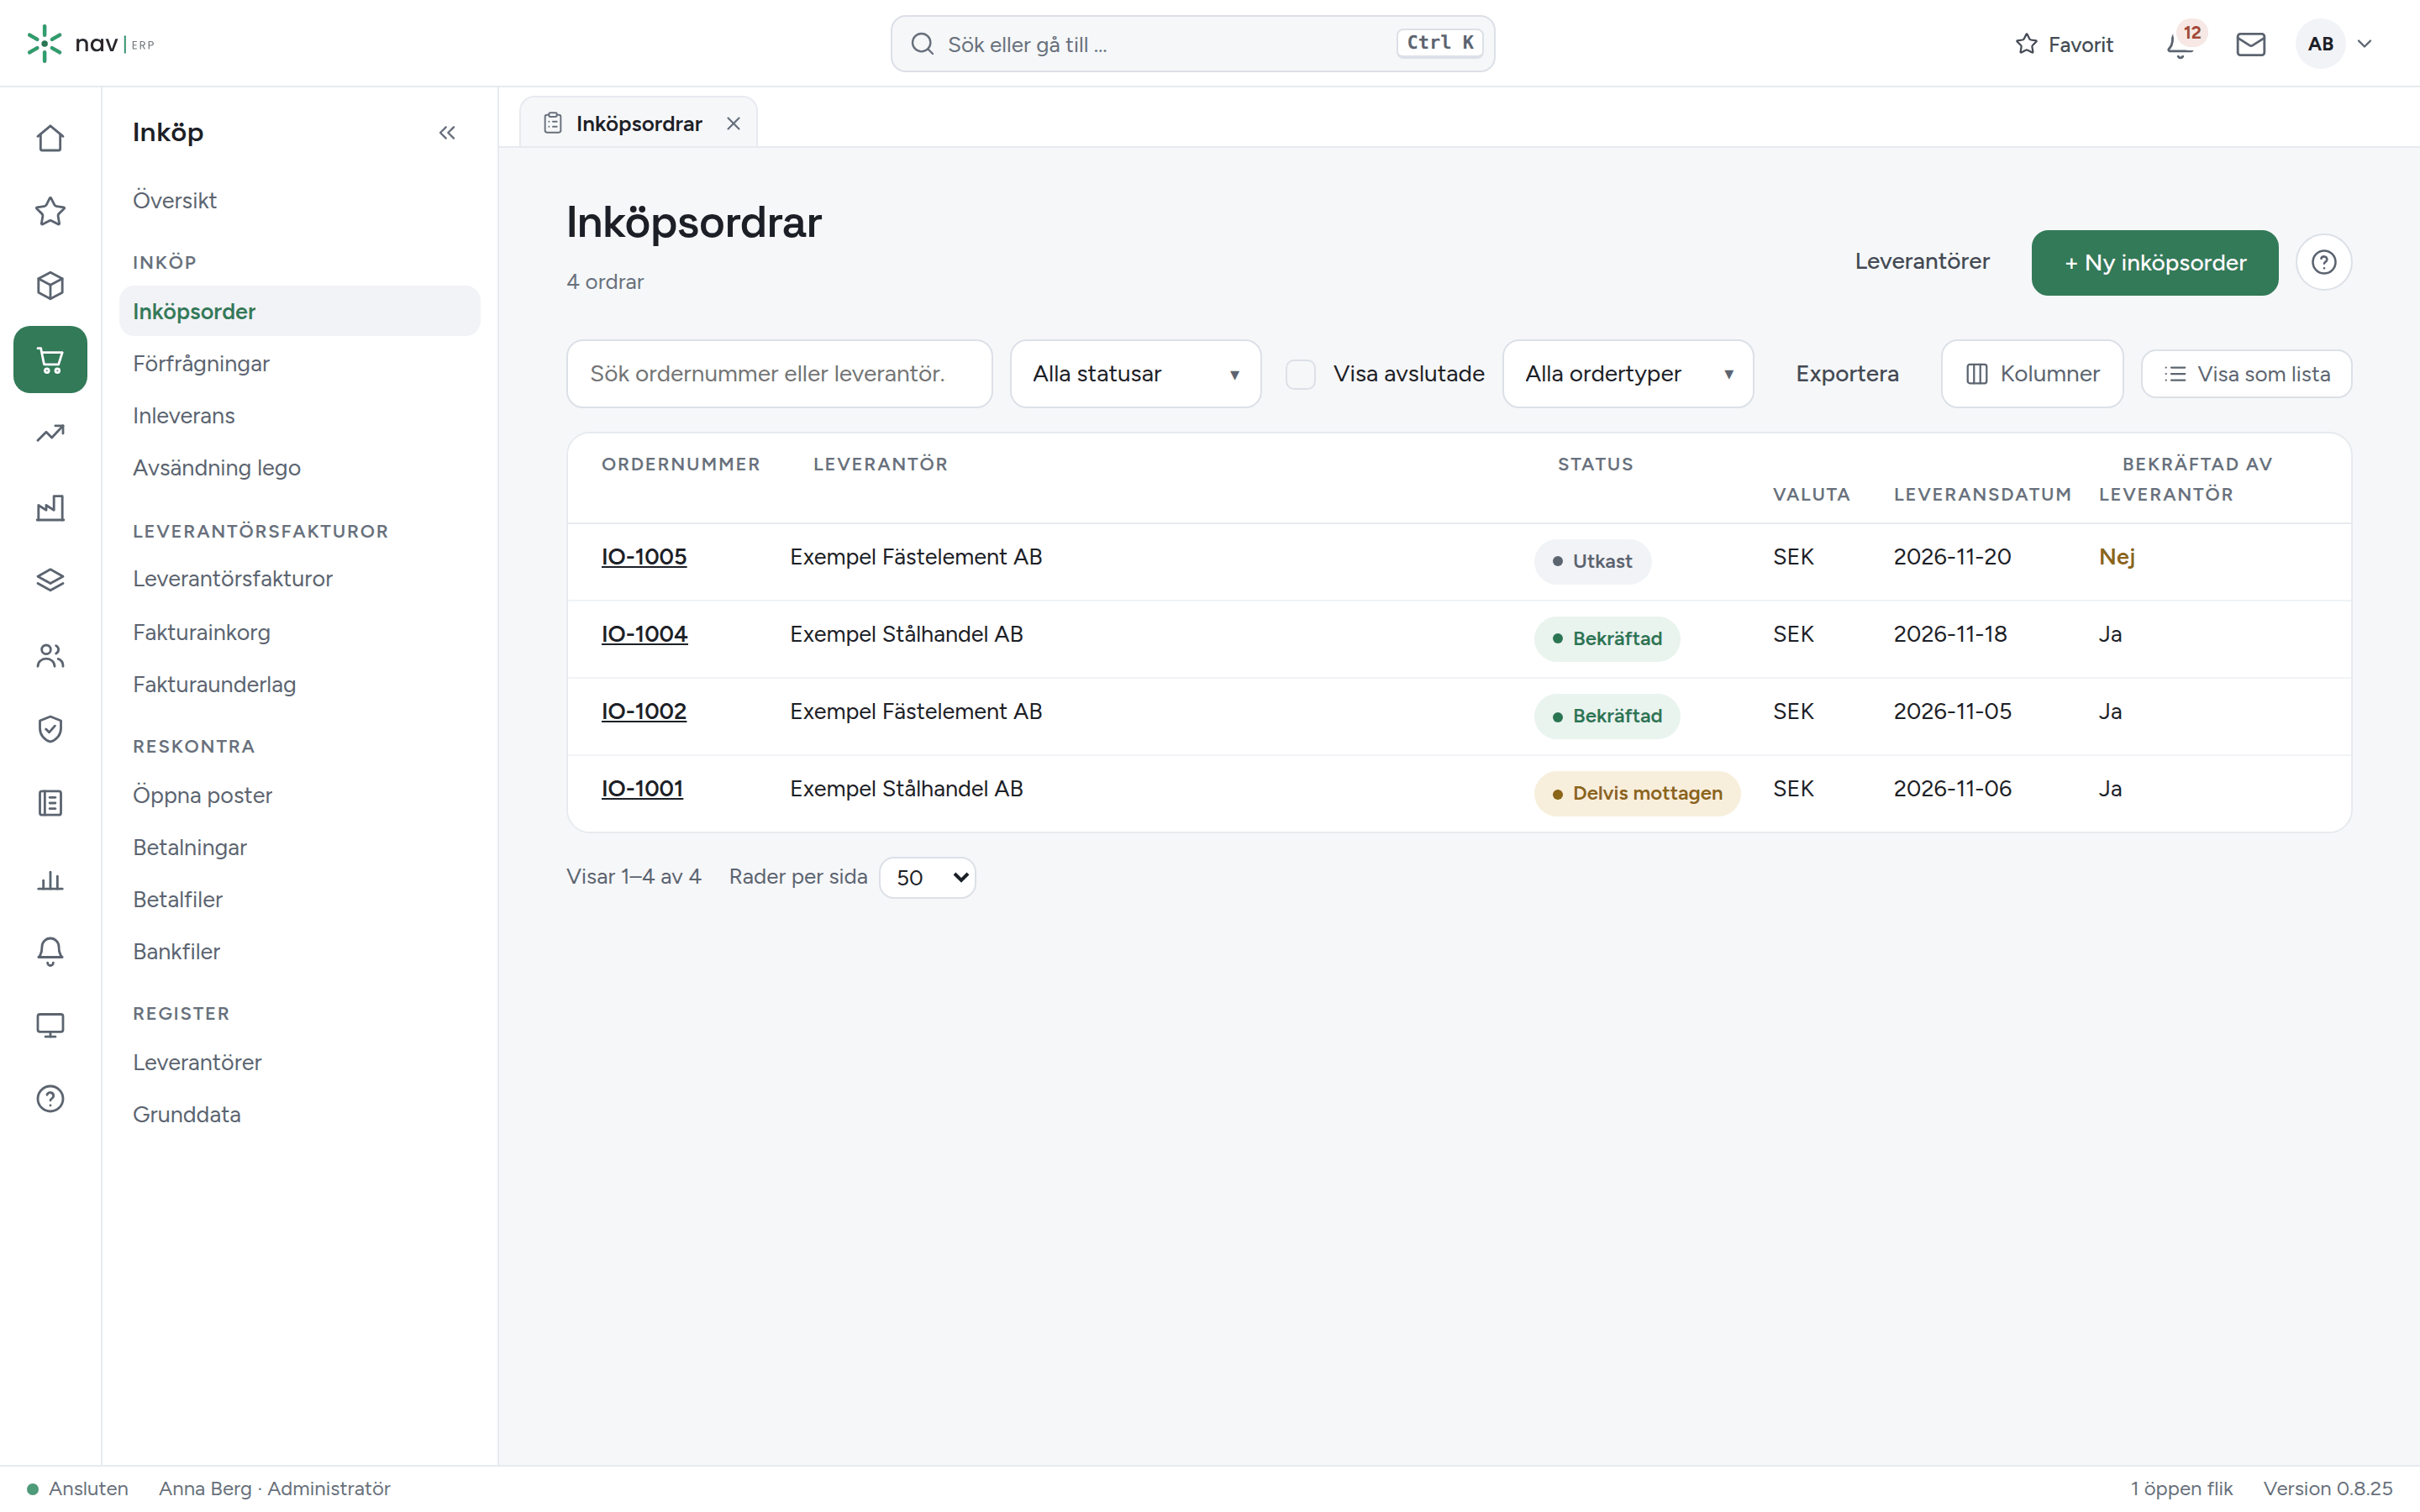 nav | ERP
Sök eller gå till ...
Ctrl K
Favorit
12
AB
Inköp
Översikt
INKÖP
Inköpsorder
Förfrågningar
Inleverans
Avsändning lego
LEVERANTÖRSFAKTUROR
Leverantörsfakturor
Fakturainkorg
Fakturaunderlag
RESKONTRA
Öppna poster
Betalningar
Betalfiler
Bankfiler
REGISTER
Leverantörer
Grunddata
Inköpsordrar
Inköpsordrar
4 ordrar
Leverantörer
+ Ny inköpsorder
Sök ordernummer eller leverantör.
Alla statusar
Visa avslutade
Alla ordertyper
Exportera
Kolumner
Visa som lista
ORDERNUMMER LEVERANTÖR STATUS VALUTA LEVERANSDATUM BEKRÄFTAD AV LEVERANTÖR
IO-1005 Exempel Fästelement AB Utkast SEK 2026-11-20 Nej
IO-1004 Exempel Stålhandel AB Bekräftad SEK 2026-11-18 Ja
IO-1002 Exempel Fästelement AB Bekräftad SEK 2026-11-05 Ja
IO-1001 Exempel Stålhandel AB Delvis mottagen SEK 2026-11-06 Ja
Visar 1–4 av 4 Rader per sida 50
Ansluten Anna Berg · Administratör
1 öppen flik Version 0.8.25